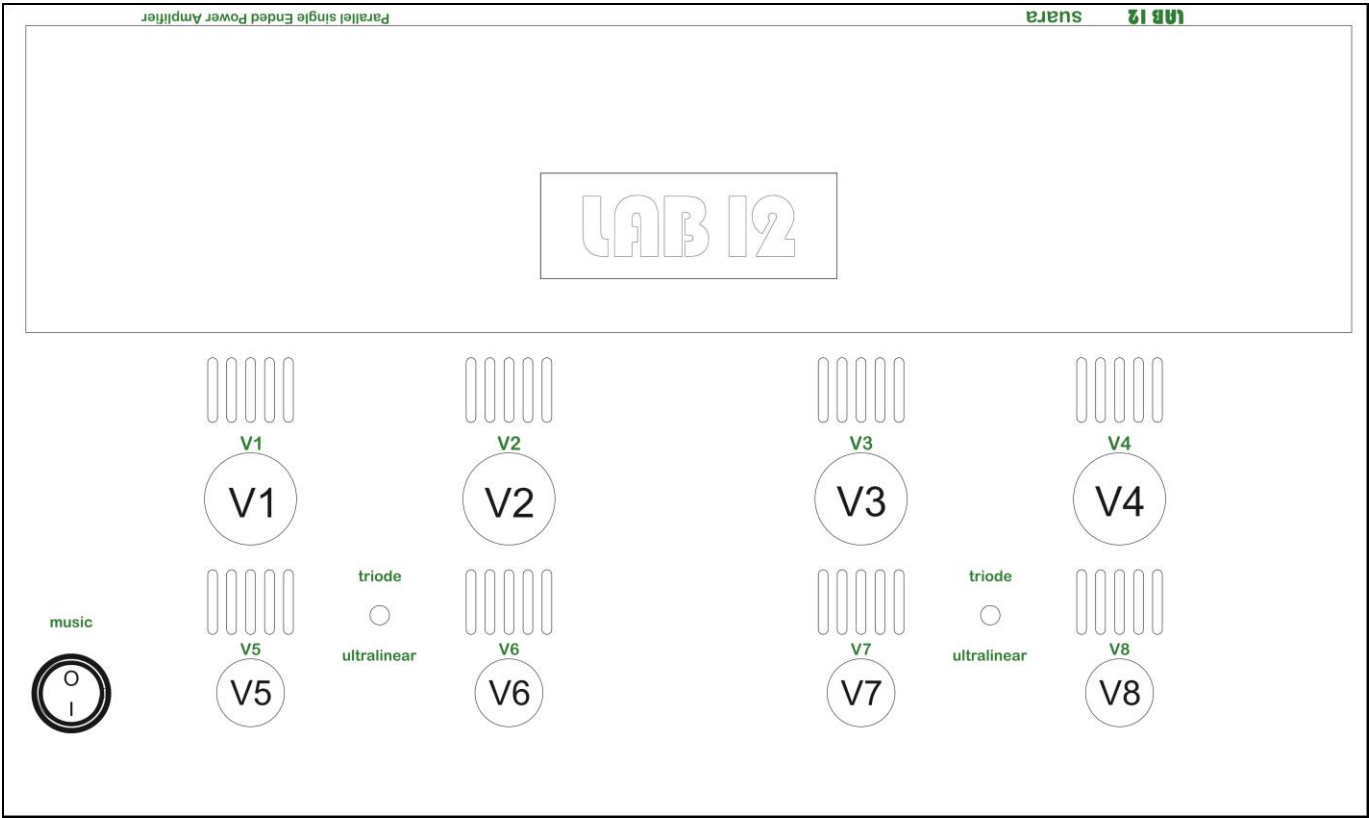 Parallel single Ended Power Amplifier
suara LAB 12
LAB 12
V1 V2 V3 V4
V1 V2 V3 V4
triode triode
music
V5 ultralinear V6 V7 ultralinear V8
O
I
V5 V6 V7 V8